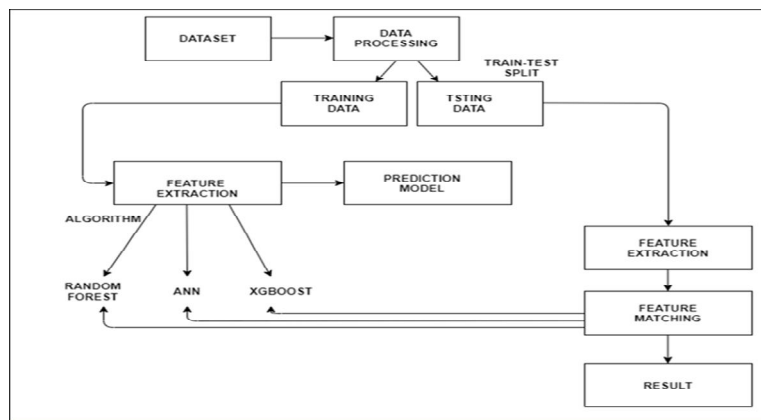 DATASET
DATA
PROCESSING
TRAIN-TEST
SPLIT
TRAINING
DATA
TSTING
DATA
FEATURE
EXTRACTION
PREDICTION
MODEL
ALGORITHM
RANDOM
FOREST
ANN
XGBOOST
FEATURE
EXTRACTION
FEATURE
MATCHING
RESULT